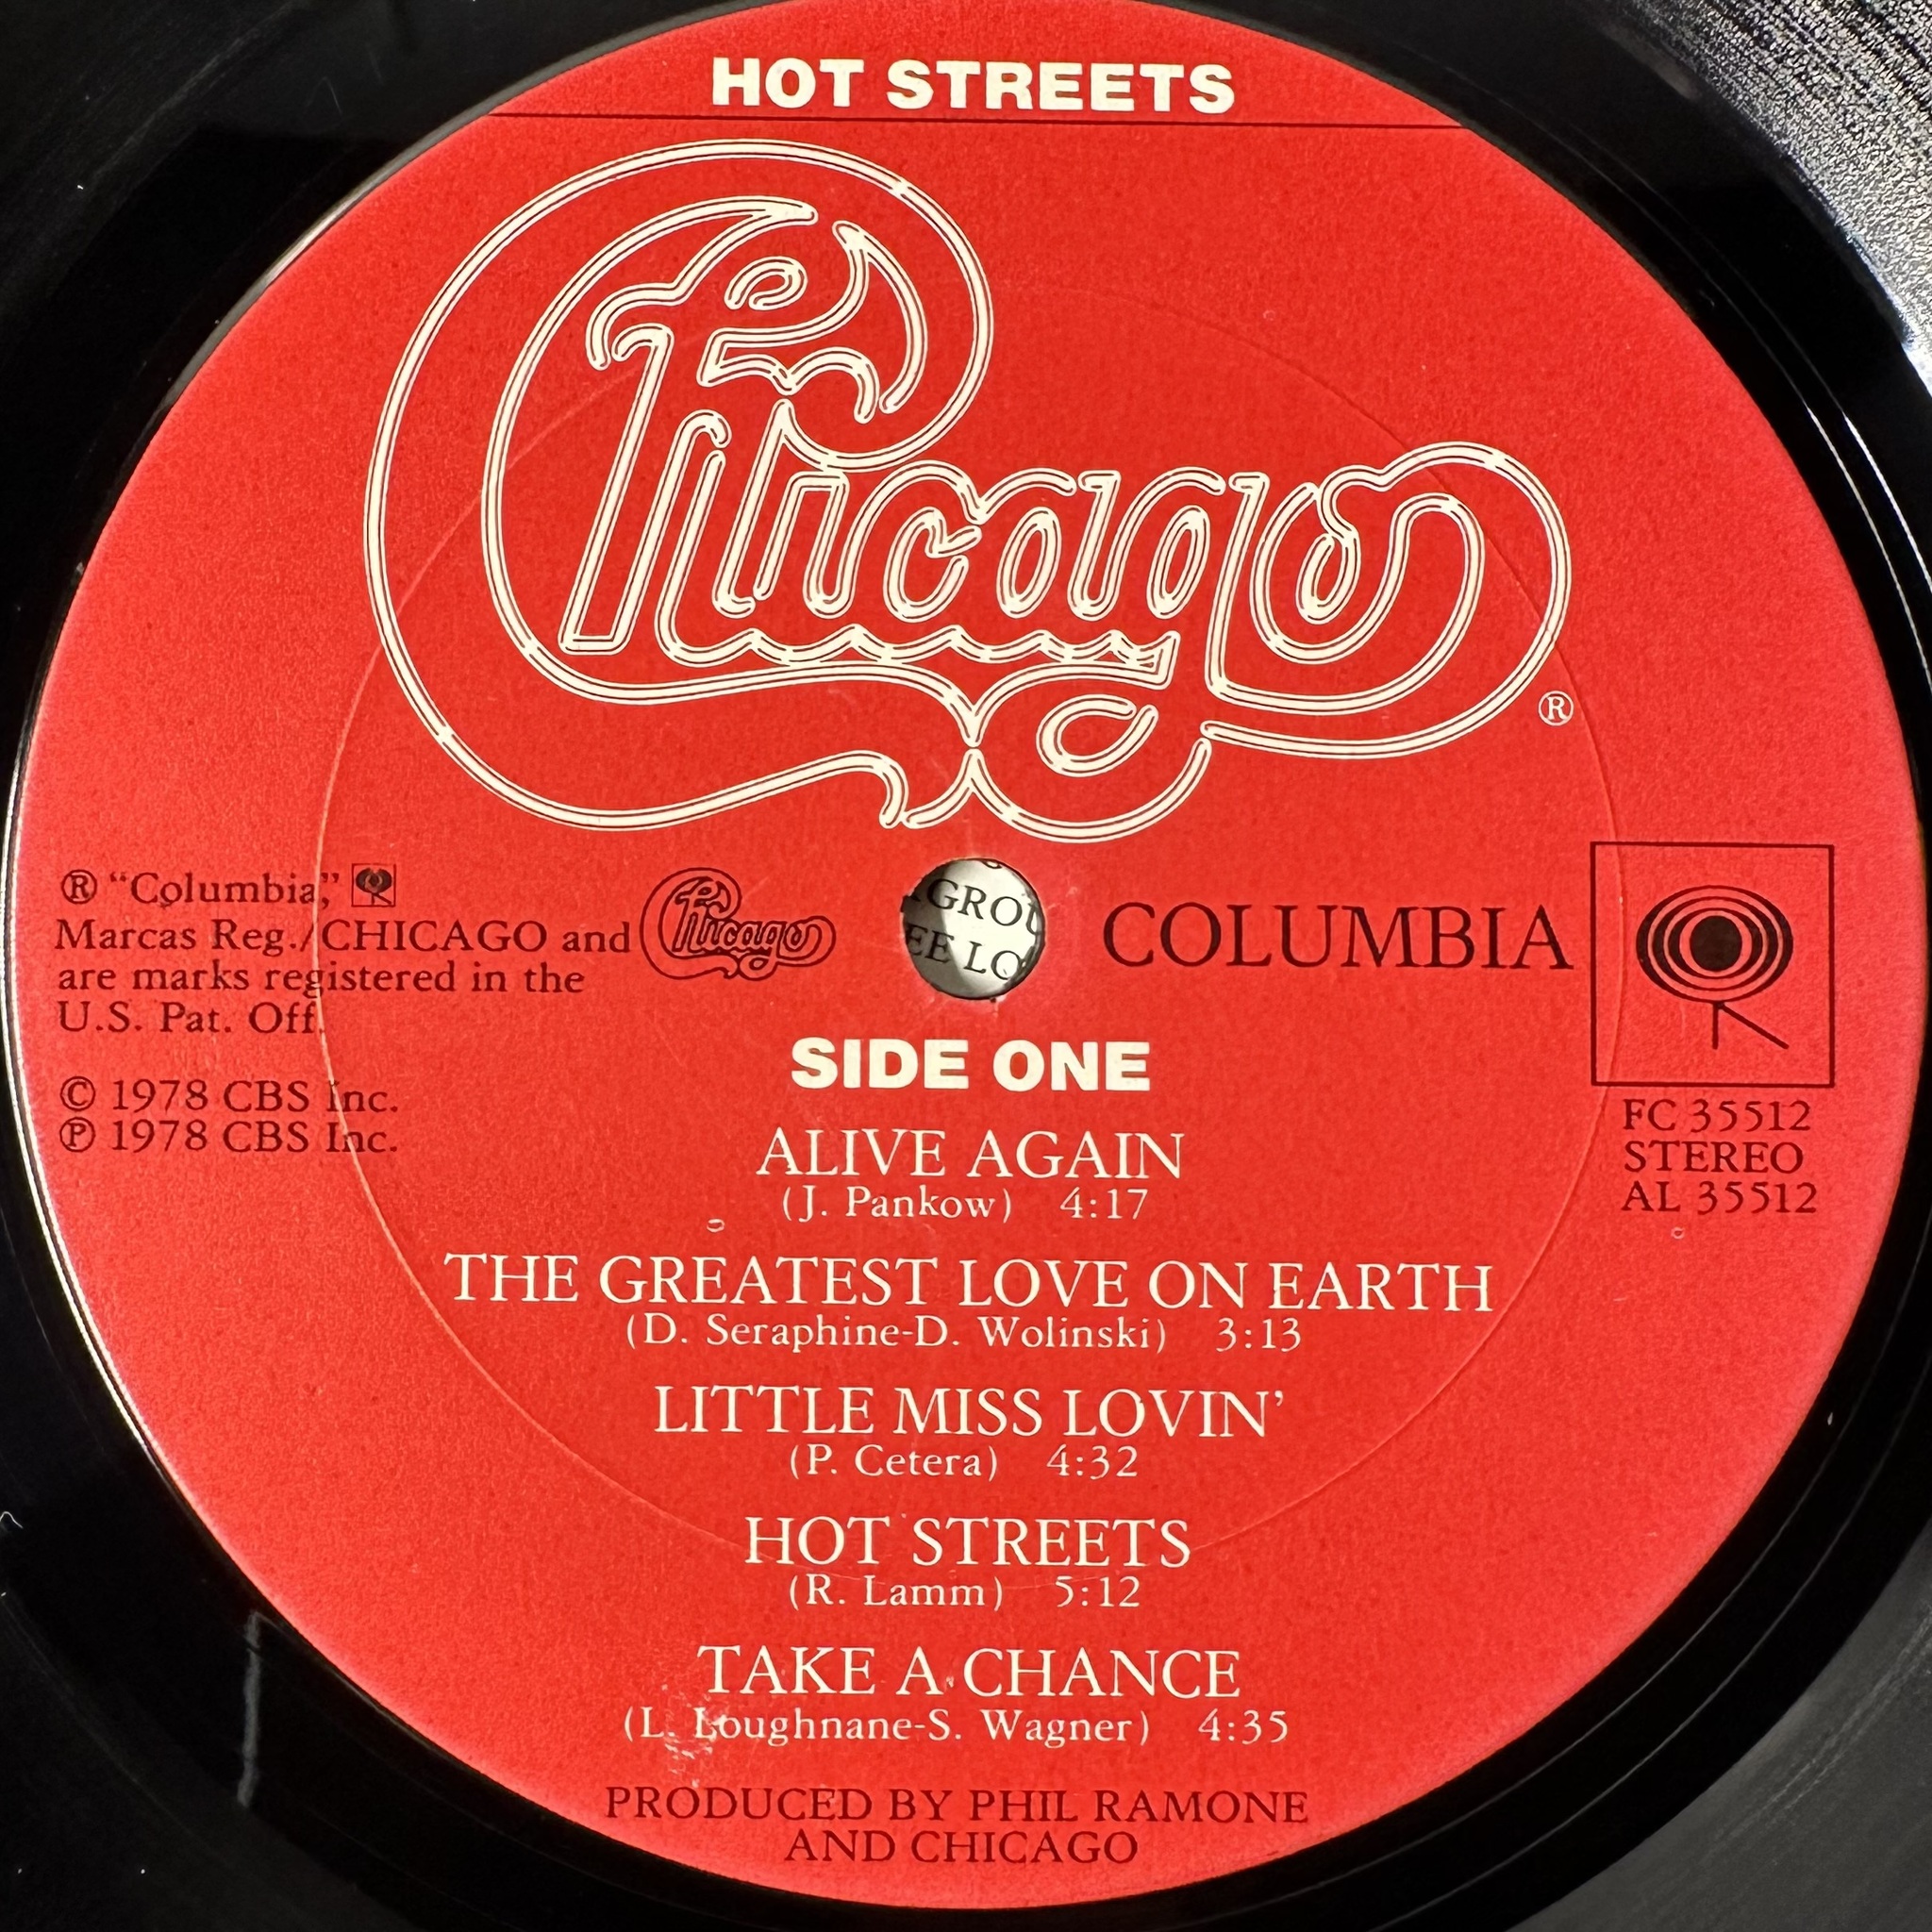 HOT STREETS
Chicago
®
® “Columbia,”
Marcas Reg./CHICAGO and Chicago
are marks registered in the
U.S. Pat. Off.
© 1978 CBS Inc.
℗ 1978 CBS Inc.
GROU
EE LO
COLUMBIA
FC 35512
STEREO
AL 35512
SIDE ONE
ALIVE AGAIN
(J. Pankow) 4:17
THE GREATEST LOVE ON EARTH
(D. Seraphine-D. Wolinski) 3:13
LITTLE MISS LOVIN’
(P. Cetera) 4:32
HOT STREETS
(R. Lamm) 5:12
TAKE A CHANCE
(L. Loughnane-S. Wagner) 4:35
PRODUCED BY PHIL RAMONE
AND CHICAGO